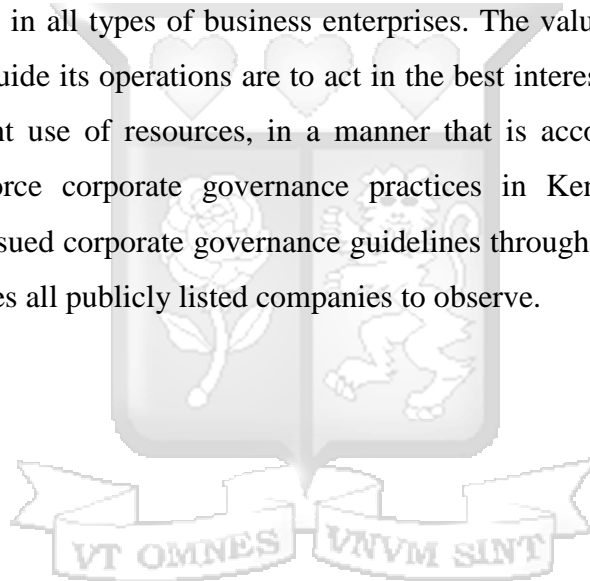 in all types of business enterprises. The valu
uide its operations are to act in the best interes
nt use of resources, in a manner that is acco
orce corporate governance practices in Ken
sued corporate governance guidelines through
es all publicly listed companies to observe.
VT OMNES VNVM SINT